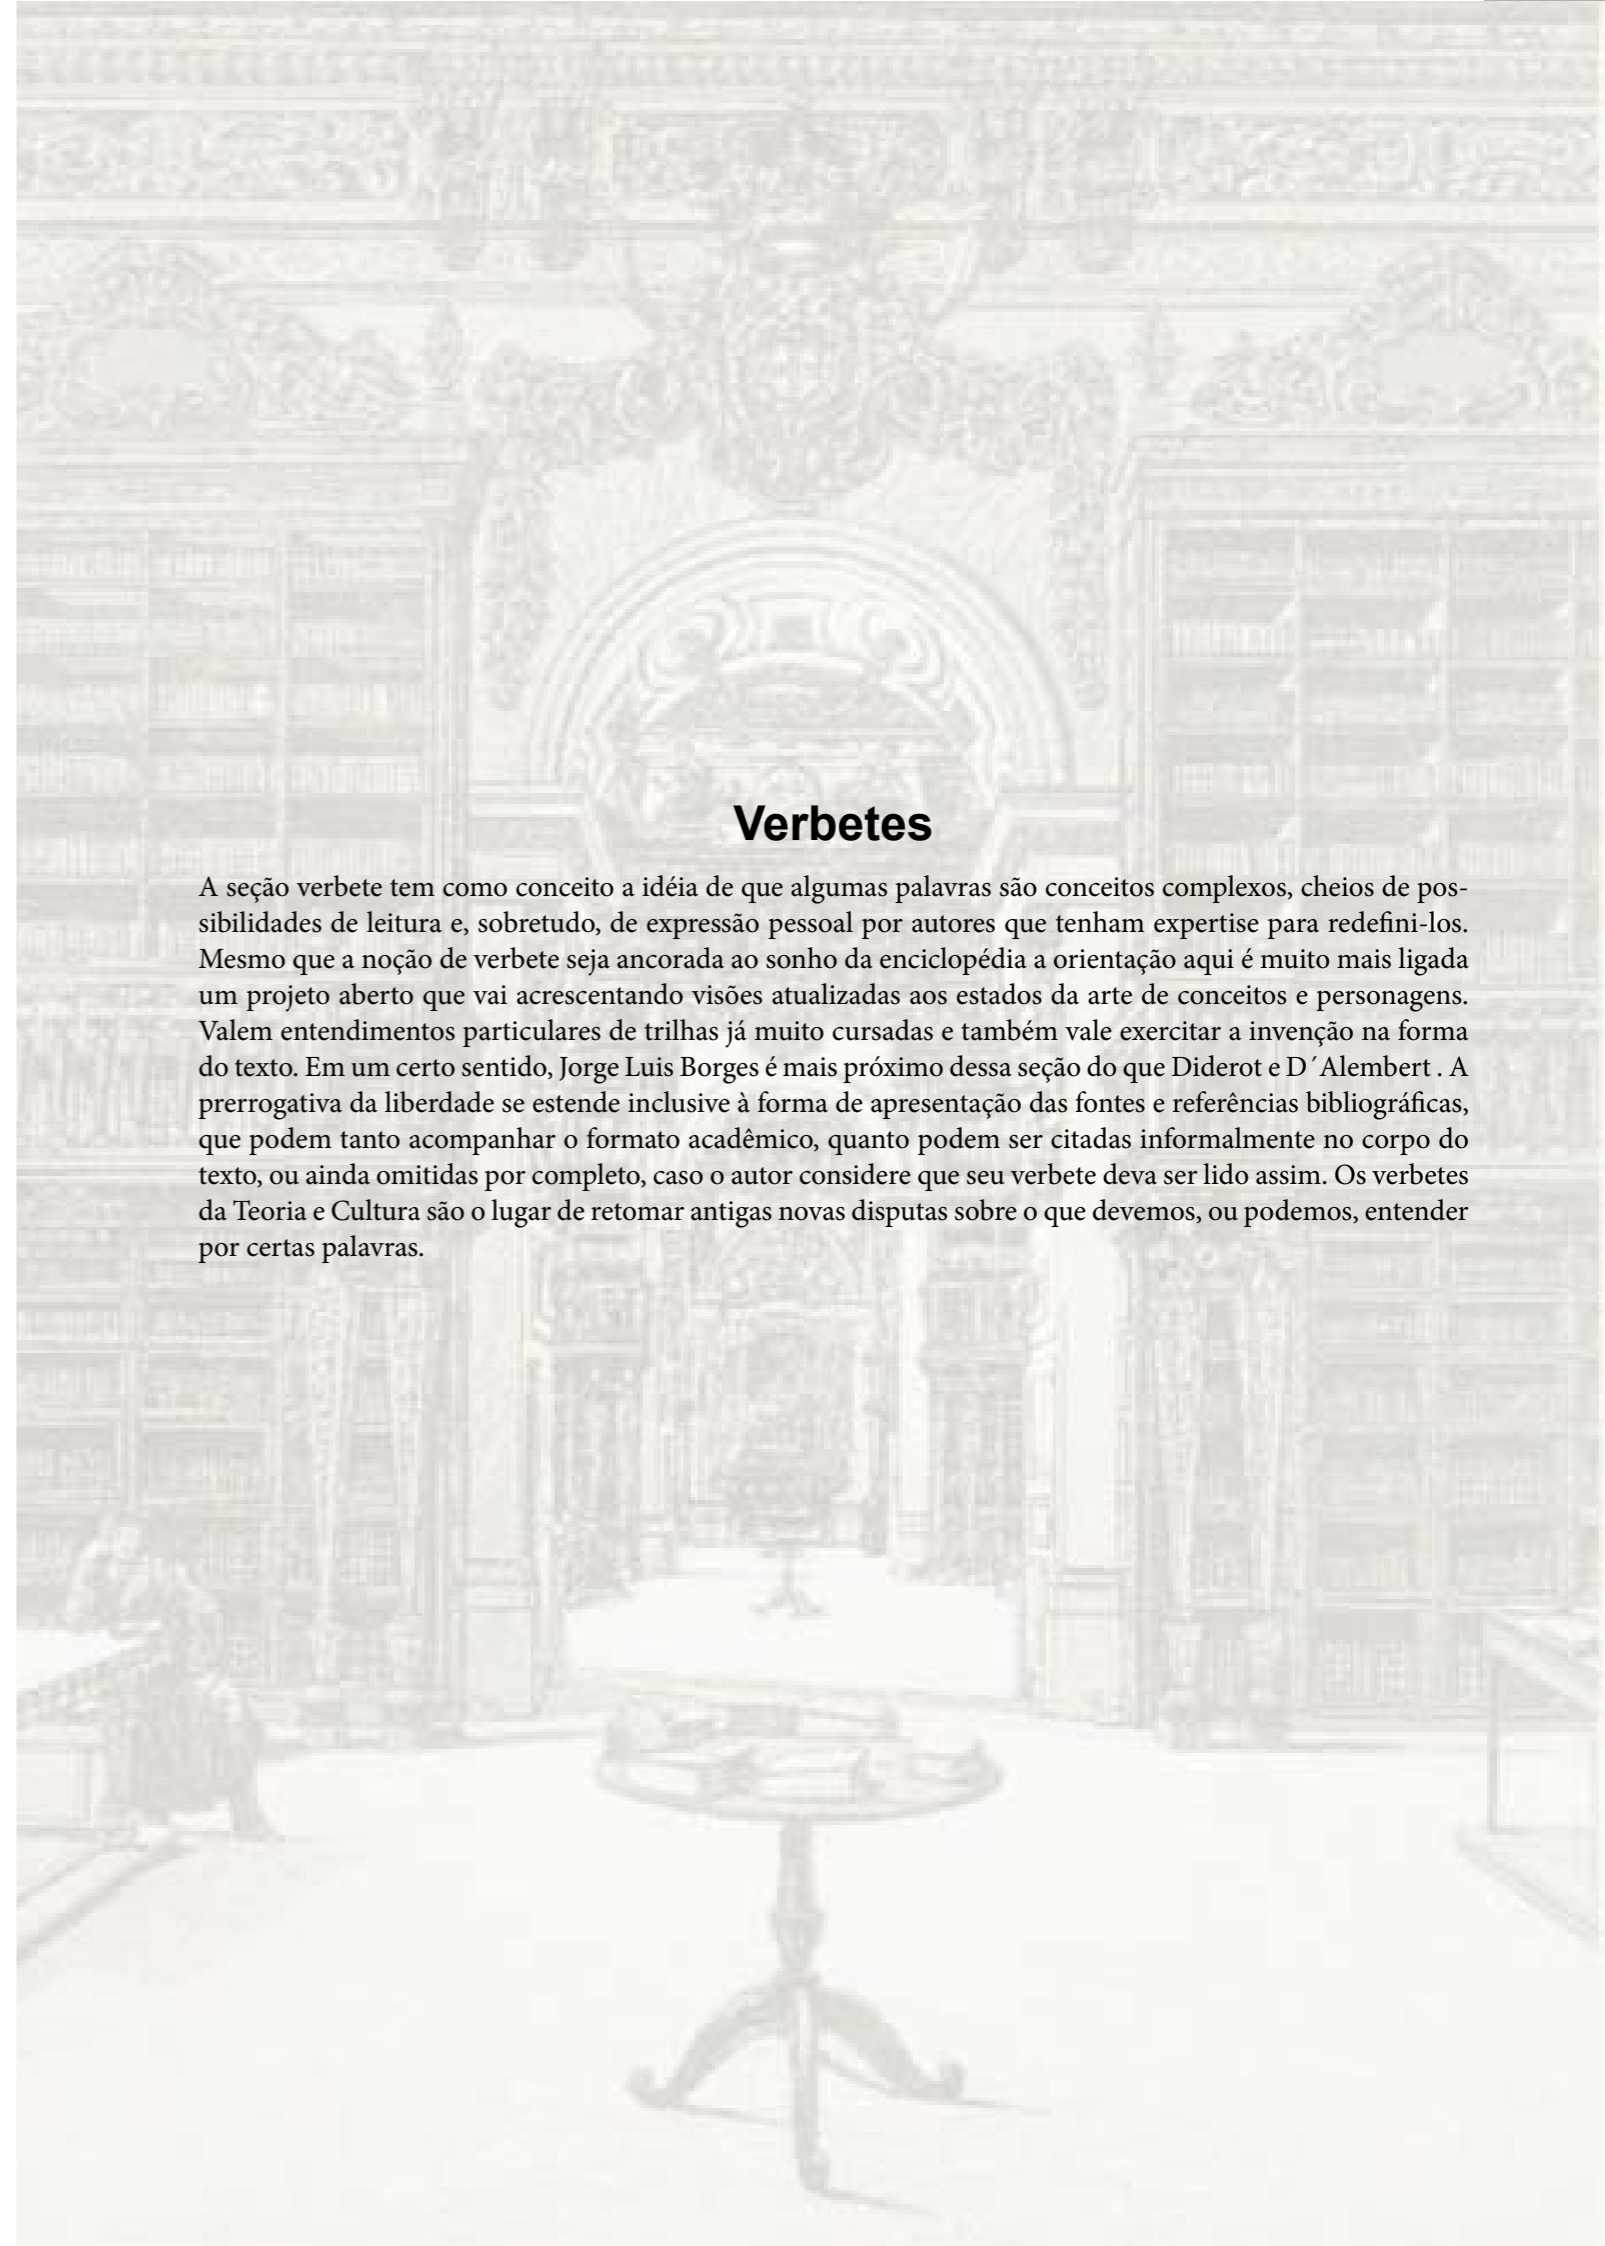 Verbetes
A seção verbete tem como conceito a idéia de que algumas palavras são conceitos complexos, cheios de pos-
sibilidades de leitura e, sobretudo, de expressão pessoal por autores que tenham expertise para redefini-los.
Mesmo que a noção de verbete seja ancorada ao sonho da enciclopédia a orientação aqui é muito mais ligada
um projeto aberto que vai acrescentando visões atualizadas aos estados da arte de conceitos e personagens.
Valem entendimentos particulares de trilhas já muito cursadas e também vale exercitar a invenção na forma
do texto. Em um certo sentido, Jorge Luis Borges é mais próximo dessa seção do que Diderot e D´Alembert . A
prerrogativa da liberdade se estende inclusive à forma de apresentação das fontes e referências bibliográficas,
que podem tanto acompanhar o formato acadêmico, quanto podem ser citadas informalmente no corpo do
texto, ou ainda omitidas por completo, caso o autor considere que seu verbete deva ser lido assim. Os verbetes
da Teoria e Cultura são o lugar de retomar antigas novas disputas sobre o que devemos, ou podemos, entender
por certas palavras.